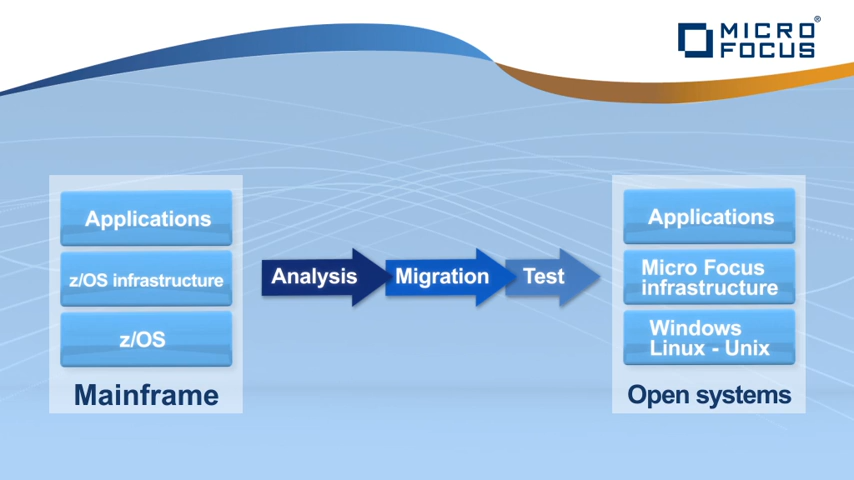 MICRO®
FOCUS
Applications
z/OS infrastructure
z/OS
Mainframe
Analysis
Migration
Test
Applications
Micro Focus
infrastructure
Windows
Linux - Unix
Open systems